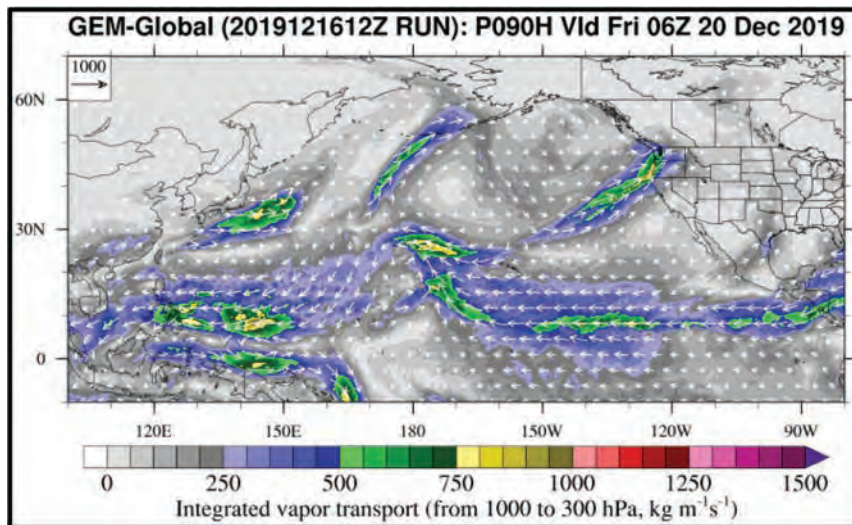 GEM-Global (2019121612Z RUN): P090H Vld Fri 06Z 20 Dec 2019
1000
60N
30N
0
120E 150E 180 150W 120W 90W
0 250 500 750 1000 1250 1500
Integrated vapor transport (from 1000 to 300 hPa, kg m⁻¹s⁻¹)